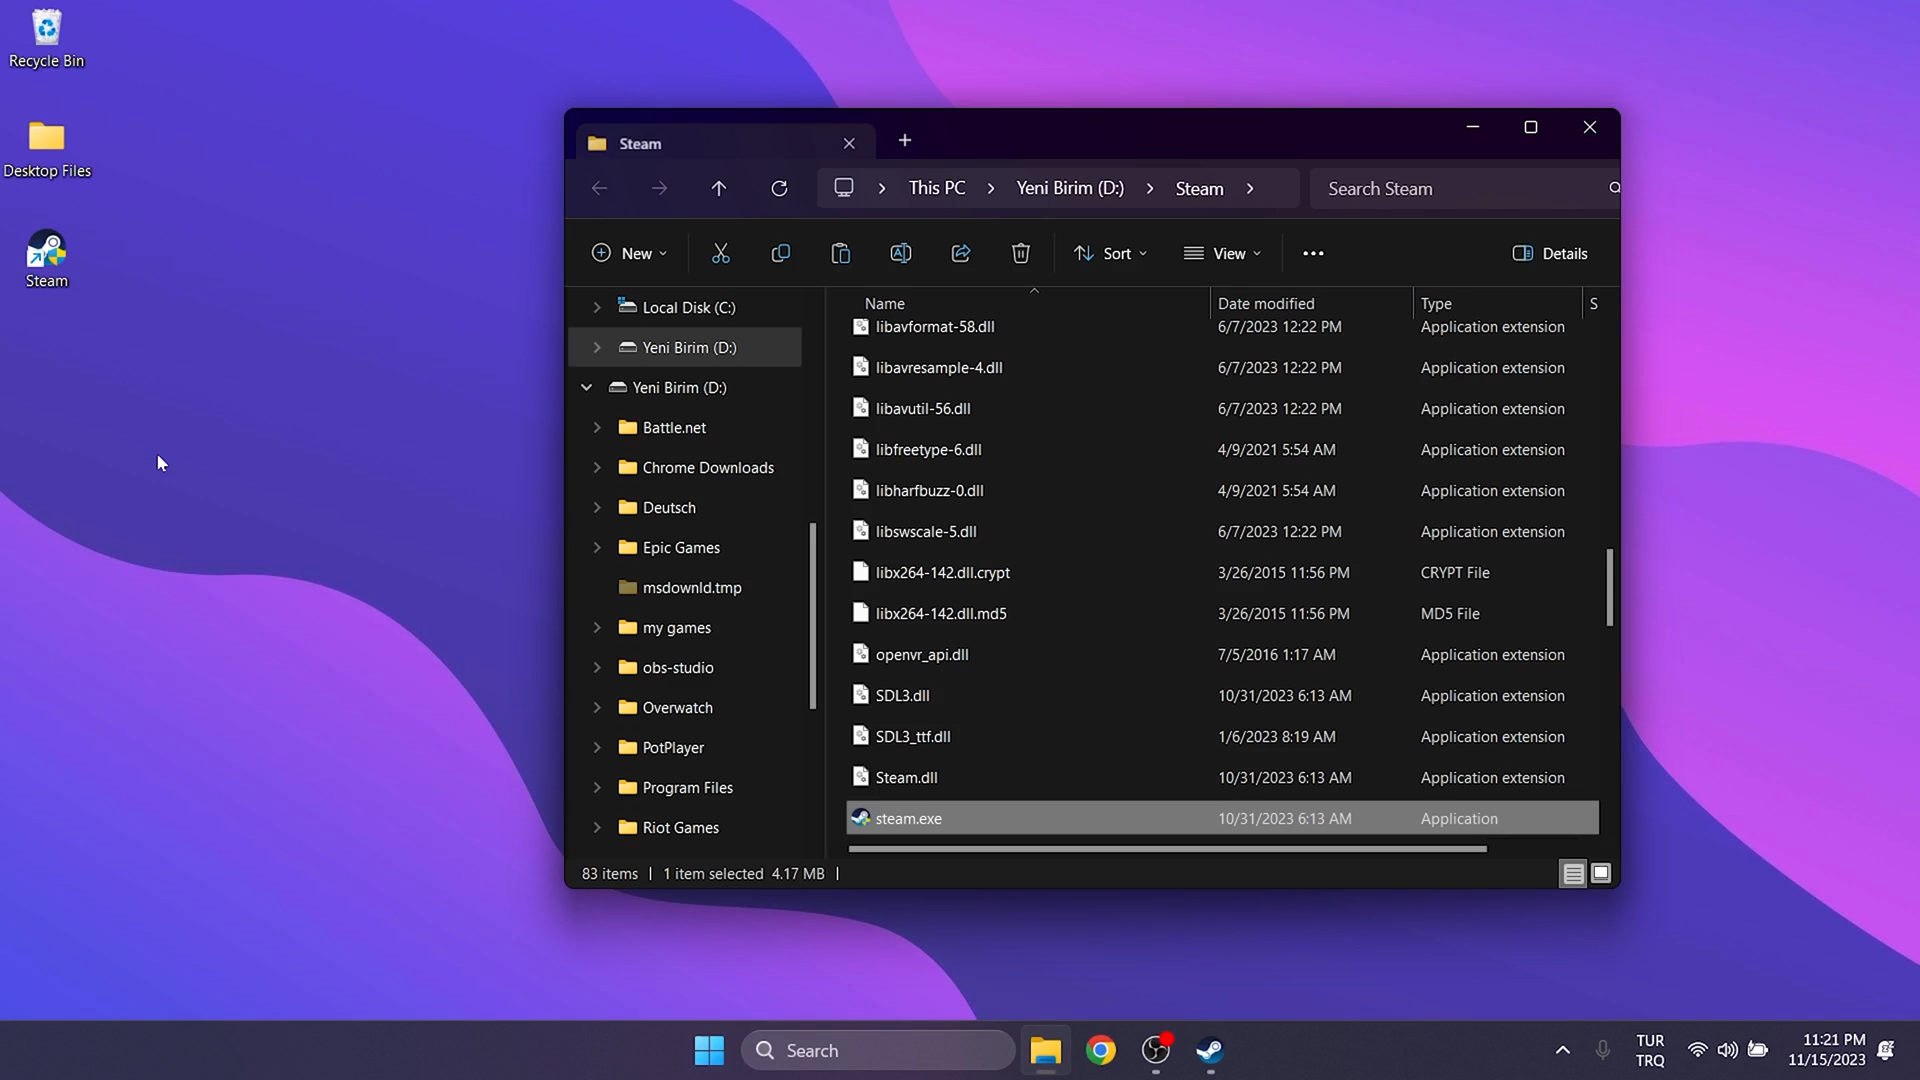 Recycle Bin
Desktop Files
Steam
Steam
This PC
Yeni Birim (D:)
Steam
Search Steam
New
Sort
View
Details
Local Disk (C:)
Yeni Birim (D:)
Yeni Birim (D:)
Battle.net
Chrome Downloads
Deutsch
Epic Games
msdownld.tmp
my games
obs-studio
Overwatch
PotPlayer
Program Files
Riot Games
Name Date modified Type S
libavformat-58.dll 6/7/2023 12:22 PM Application extension
libavresample-4.dll 6/7/2023 12:22 PM Application extension
libavutil-56.dll 6/7/2023 12:22 PM Application extension
libfreetype-6.dll 4/9/2021 5:54 AM Application extension
libharfbuzz-0.dll 4/9/2021 5:54 AM Application extension
libswscale-5.dll 6/7/2023 12:22 PM Application extension
libx264-142.dll.crypt 3/26/2015 11:56 PM CRYPT File
libx264-142.dll.md5 3/26/2015 11:56 PM MD5 File
openvr_api.dll 7/5/2016 1:17 AM Application extension
SDL3.dll 10/31/2023 6:13 AM Application extension
SDL3_ttf.dll 1/6/2023 8:19 AM Application extension
Steam.dll 10/31/2023 6:13 AM Application extension
steam.exe 10/31/2023 6:13 AM Application
83 items | 1 item selected 4.17 MB |
Search
TUR
TRQ
11:21 PM
11/15/2023